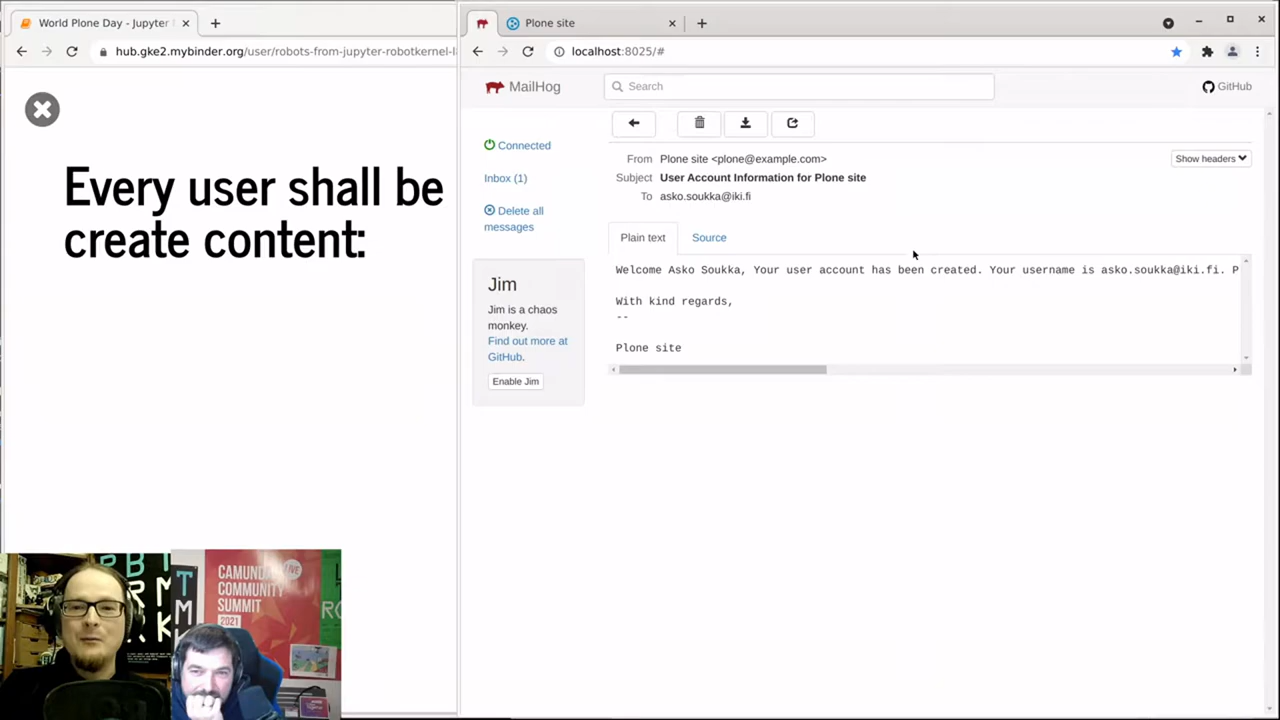 World Plone Day - Jupyter
hub.gke2.mybinder.org/user/robots-from-jupyter-robotkernel-l
Every user shall be
create content:
Plone site
localhost:8025/#
MailHog
Search
GitHub
Connected
Inbox (1)
Delete all
messages
Jim
Jim is a chaos
monkey.
Find out more at
GitHub.
Enable Jim
From Plone site <plone@example.com>
Show headers
Subject User Account Information for Plone site
To asko.soukka@iki.fi
Plain text
Source
Welcome Asko Soukka, Your user account has been created. Your username is asko.soukka@iki.fi. P
With kind regards,
--
Plone site
CAMUNDA
COMMUNITY
SUMMIT
2021